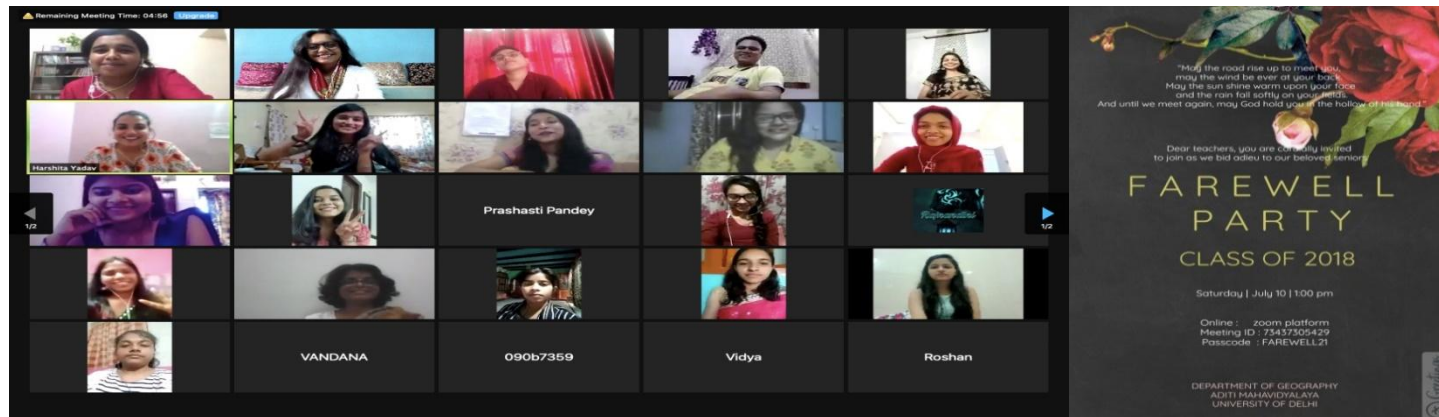 Remaining Meeting Time: 04:56 Upgrade
Harshita Yadav
1/2
Prashasti Pandey
Rajnandini
1/2
VANDANA
090b7359
Vidya
Roshan
"May the road rise up to meet you,
may the wind be ever at your back
May the sun shine warm upon your face
and the rain fall softly on your fields.
And until we meet again, may God hold you in the hollow of his hand."
Dear teachers, you are cordially invited
to join as we bid adieu to our beloved seniors
FAREWELL
PARTY
CLASS OF 2018
Saturday | July 10 | 1:00 pm
Online : zoom platform
Meeting ID : 73437305429
Passcode : FAREWELL21
DEPARTMENT OF GEOGRAPHY
ADITI MAHAVIDYALAYA
UNIVERSITY OF DELHI